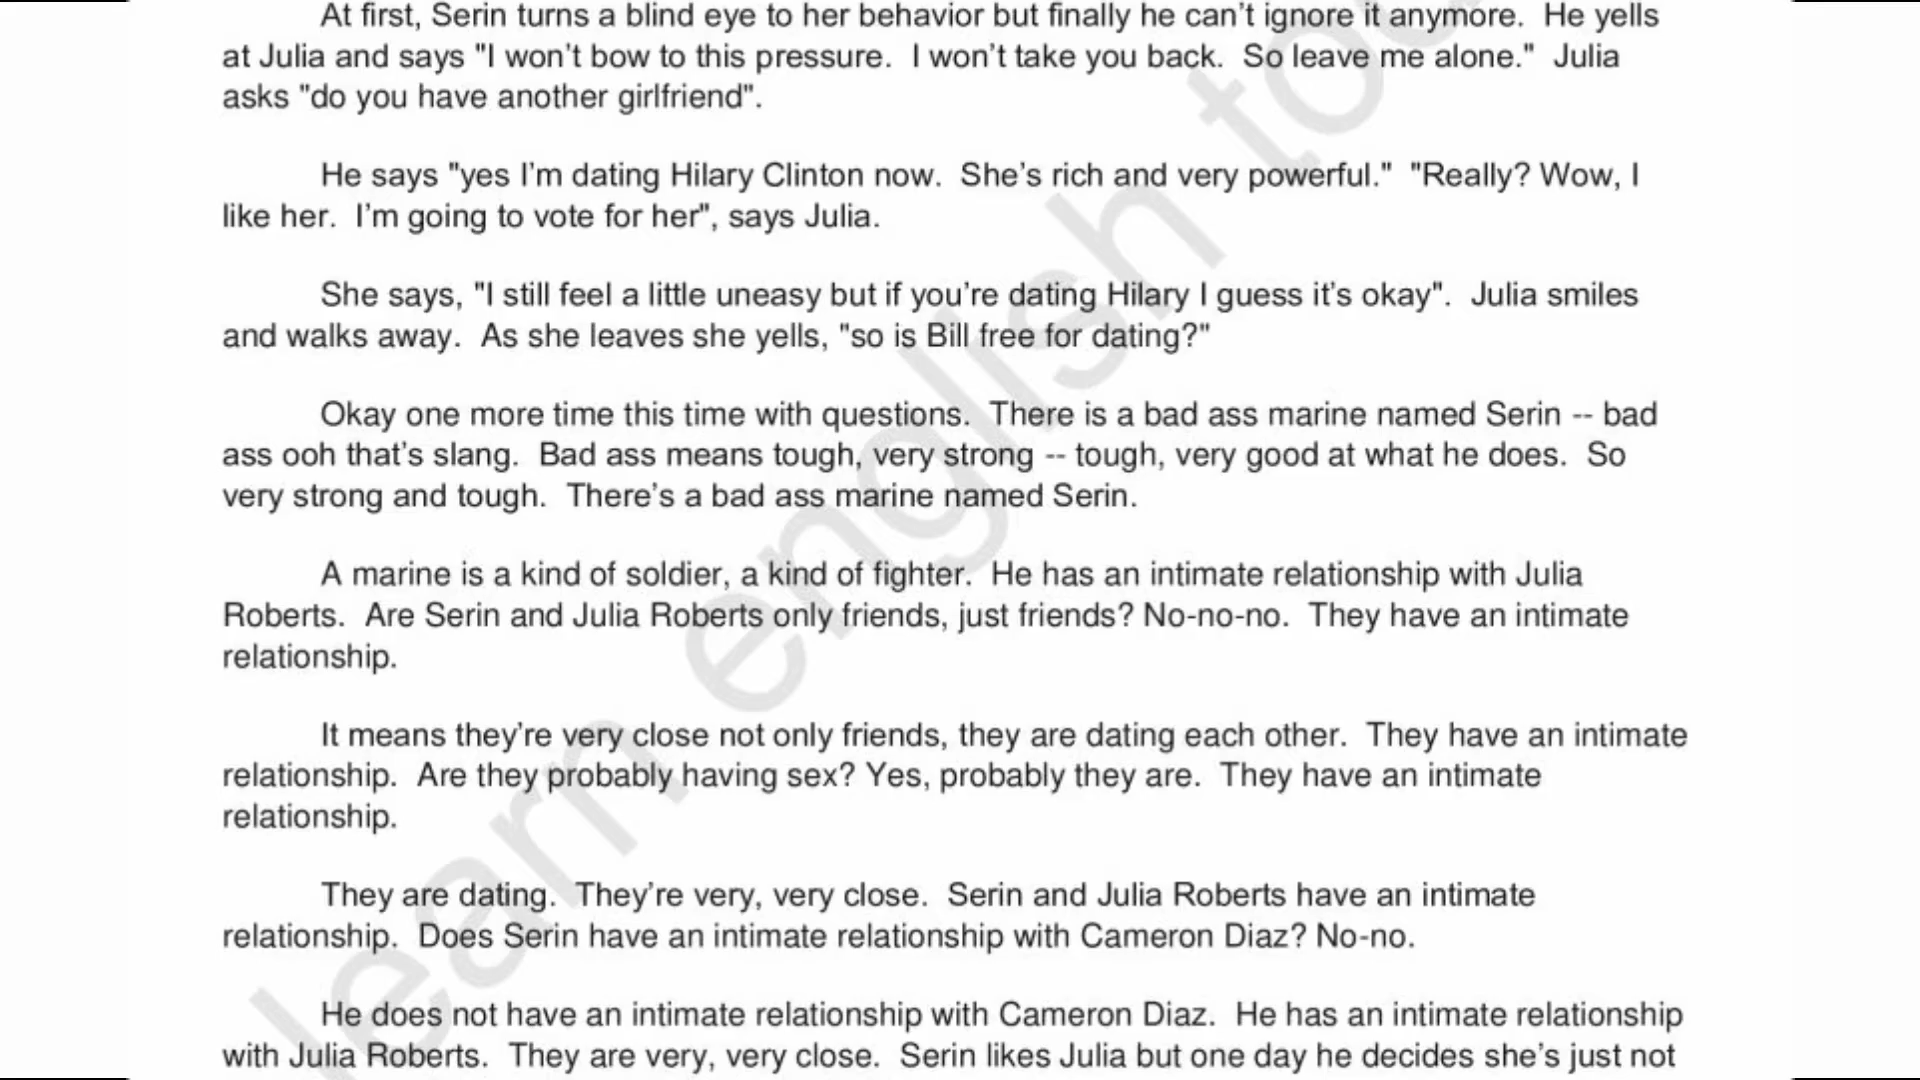 At first, Serin turns a blind eye to her behavior but finally he can't ignore it anymore.  He yells
at Julia and says "I won't bow to this pressure.  I won't take you back.  So leave me alone."  Julia
asks "do you have another girlfriend".
He says "yes I'm dating Hilary Clinton now.  She's rich and very powerful."  "Really? Wow, I
like her.  I'm going to vote for her", says Julia.
She says, "I still feel a little uneasy but if you're dating Hilary I guess it's okay".  Julia smiles
and walks away.  As she leaves she yells, "so is Bill free for dating?"
Okay one more time this time with questions.  There is a bad ass marine named Serin -- bad
ass ooh that's slang.  Bad ass means tough, very strong -- tough, very good at what he does.  So
very strong and tough.  There's a bad ass marine named Serin.
A marine is a kind of soldier, a kind of fighter.  He has an intimate relationship with Julia
Roberts.  Are Serin and Julia Roberts only friends, just friends? No-no-no.  They have an intimate
relationship.
It means they're very close not only friends, they are dating each other.  They have an intimate
relationship.  Are they probably having sex? Yes, probably they are.  They have an intimate
relationship.
They are dating.  They're very, very close.  Serin and Julia Roberts have an intimate
relationship.  Does Serin have an intimate relationship with Cameron Diaz? No-no.
He does not have an intimate relationship with Cameron Diaz.  He has an intimate relationship
with Julia Roberts.  They are very, very close.  Serin likes Julia but one day he decides she's just not
learn english